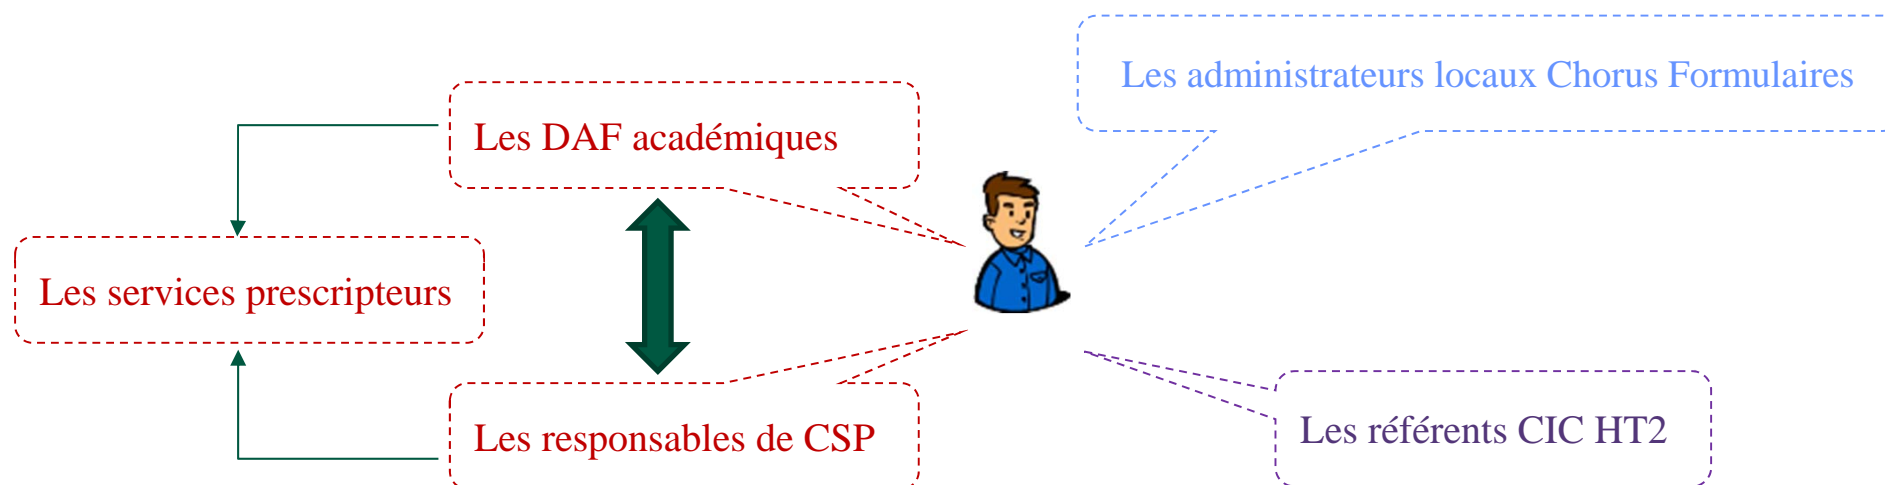 Les administrateurs locaux Chorus Formulaires
Les DAF académiques
Les services prescripteurs
Les responsables de CSP
Les référents CIC HT2